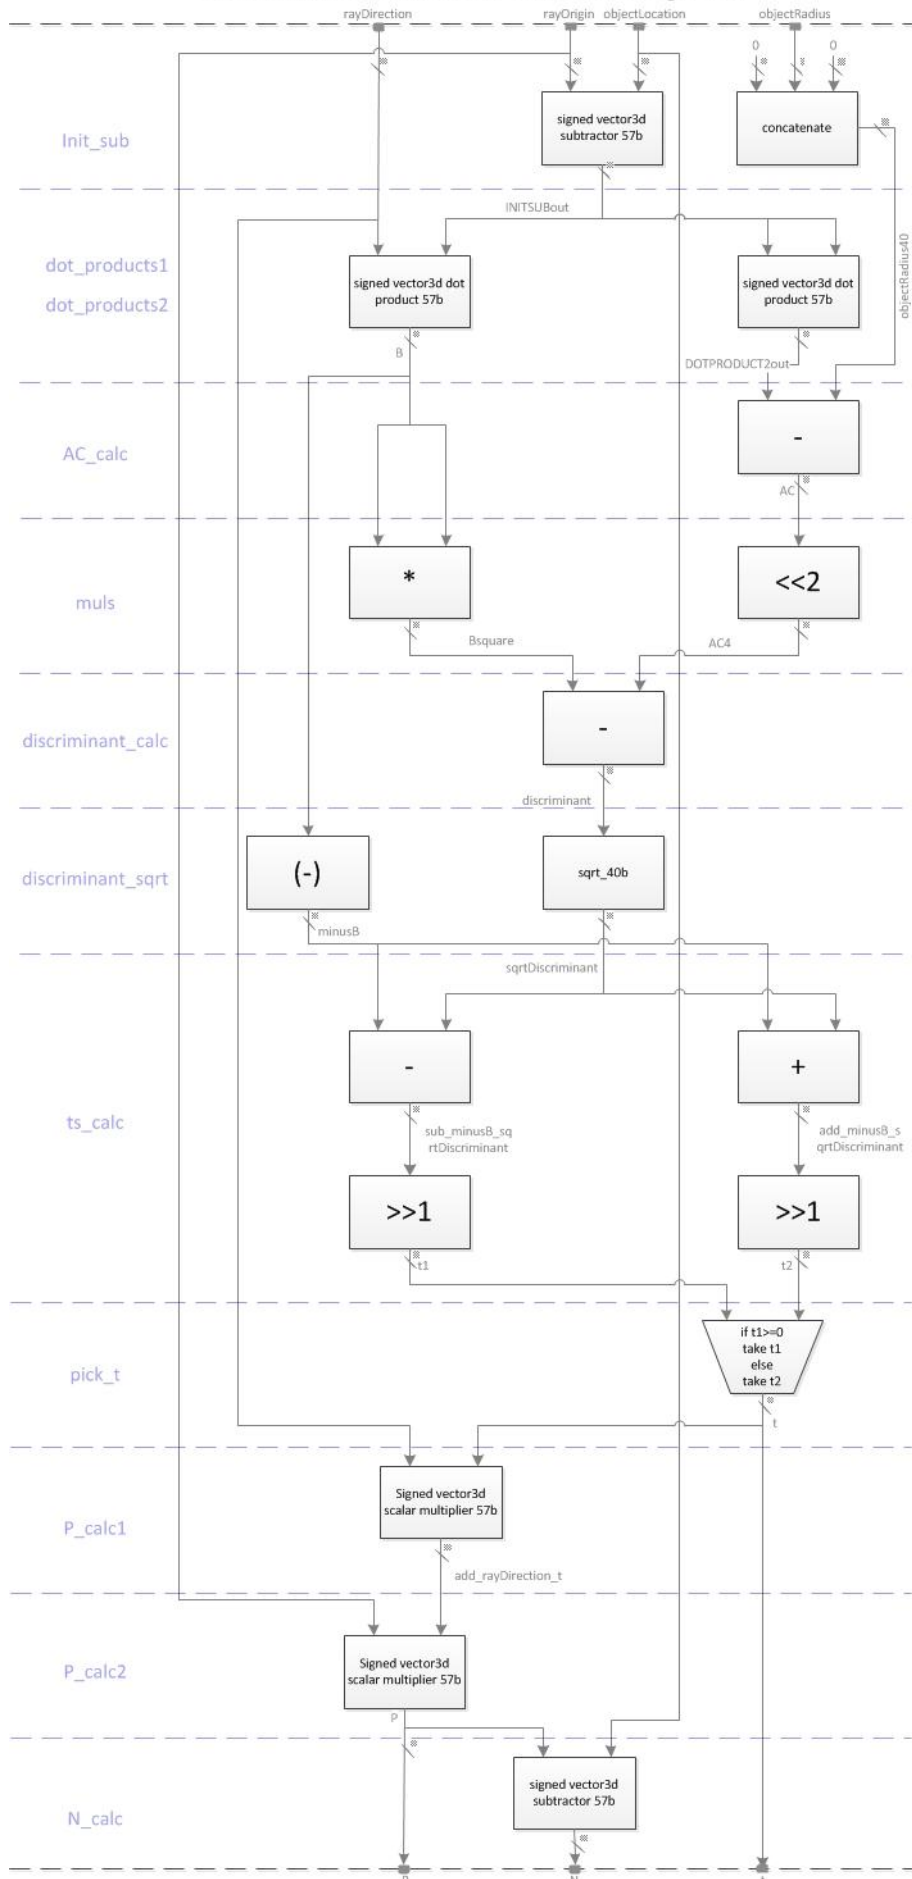 rayDirection
rayOrigin objectLocation
objectRadius
0
0
Init_sub
signed vector3d
subtractor 57b
concatenate
INITSUBout
objectRadius40
dot_products1
dot_products2
signed vector3d dot
product 57b
signed vector3d dot
product 57b
B
DOTPRODUCT2out
AC_calc
-
AC
muls
*
<<2
Bsquare
AC4
discriminant_calc
-
discriminant
discriminant_sqrt
(-)
sqrt_40b
minusB
sqrtDiscriminant
ts_calc
-
+
sub_minusB_sq
rtDiscriminant
add_minusB_s
qrtDiscriminant
>>1
>>1
t1
t2
pick_t
if t1>=0
take t1
else
take t2
t
P_calc1
Signed vector3d
scalar multiplier 57b
add_rayDirection_t
P_calc2
Signed vector3d
scalar multiplier 57b
P
N_calc
signed vector3d
subtractor 57b